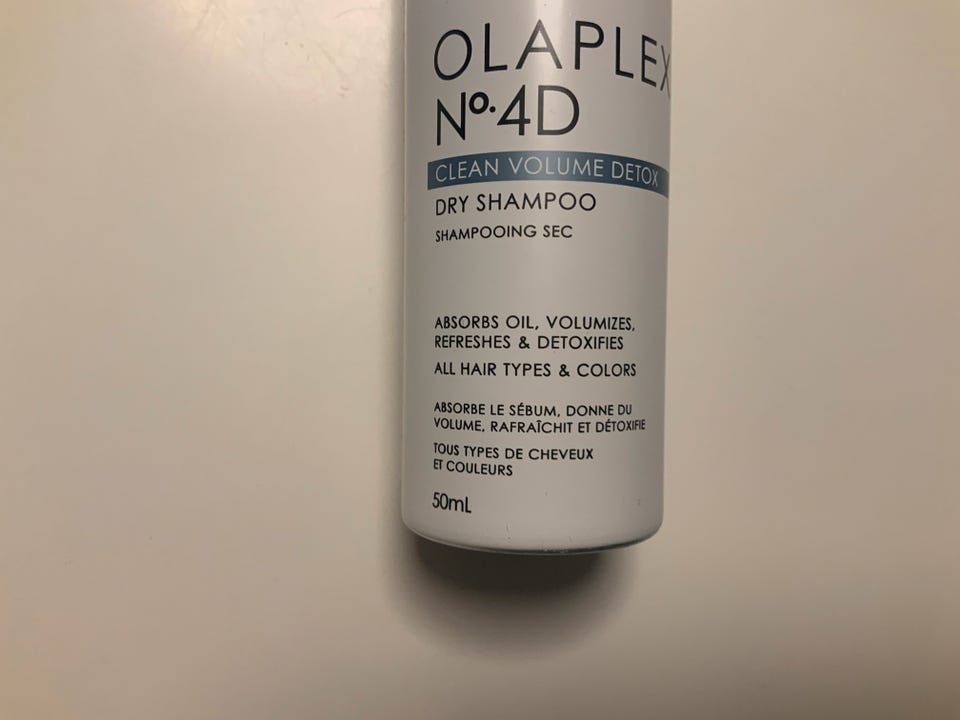 OLAPLEX
Nº.4D
CLEAN VOLUME DETOX
DRY SHAMPOO
SHAMPOOING SEC
ABSORBS OIL, VOLUMIZES,
REFRESHES & DETOXIFIES
ALL HAIR TYPES & COLORS
ABSORBE LE SÉBUM, DONNE DU
VOLUME, RAFRAÎCHIT ET DÉTOXIFIE
TOUS TYPES DE CHEVEUX
ET COULEURS
50mL